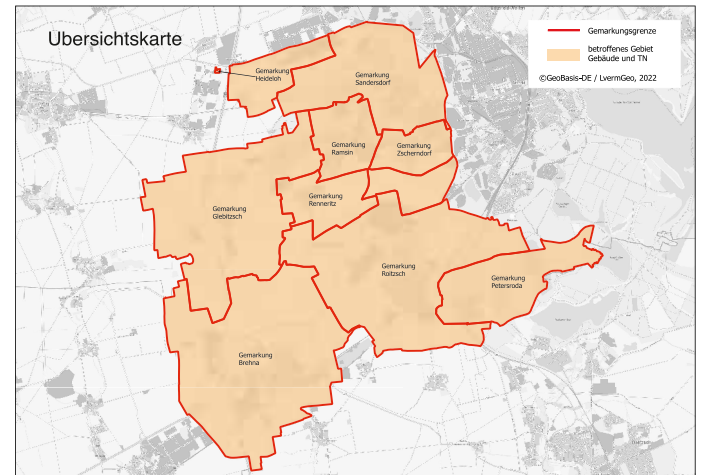 Übersichtskarte
Gemarkungsgrenze
betroffenes Gebiet
Gebäude und TN
©GeoBasis-DE / LvermGeo, 2022
Gemarkung
Heideloh
Gemarkung
Sandersdorf
Gemarkung
Ramsin
Gemarkung
Zscherndorf
Gemarkung
Renneritz
Gemarkung
Glebitzsch
Gemarkung
Roitzsch
Gemarkung
Petersroda
Gemarkung
Brehna